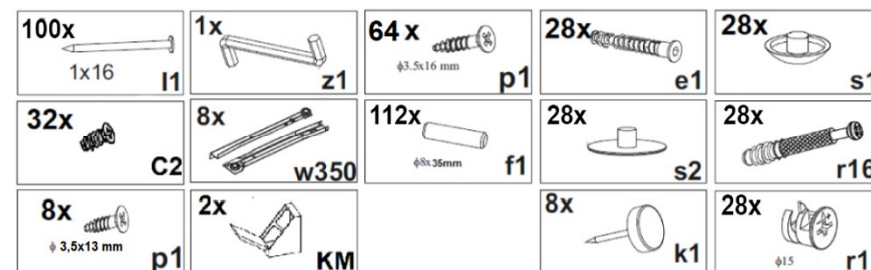 100x
1x16
l1
1x
z1
64 x
ϕ3.5x16 mm
p1
28x
e1
28x
s1
32x
C2
8x
w350
112x
ϕ8x35mm
f1
28x
s2
28x
r16
8x
ϕ 3,5x13 mm
p1
2x
KM
8x
k1
28x
ϕ15
r1